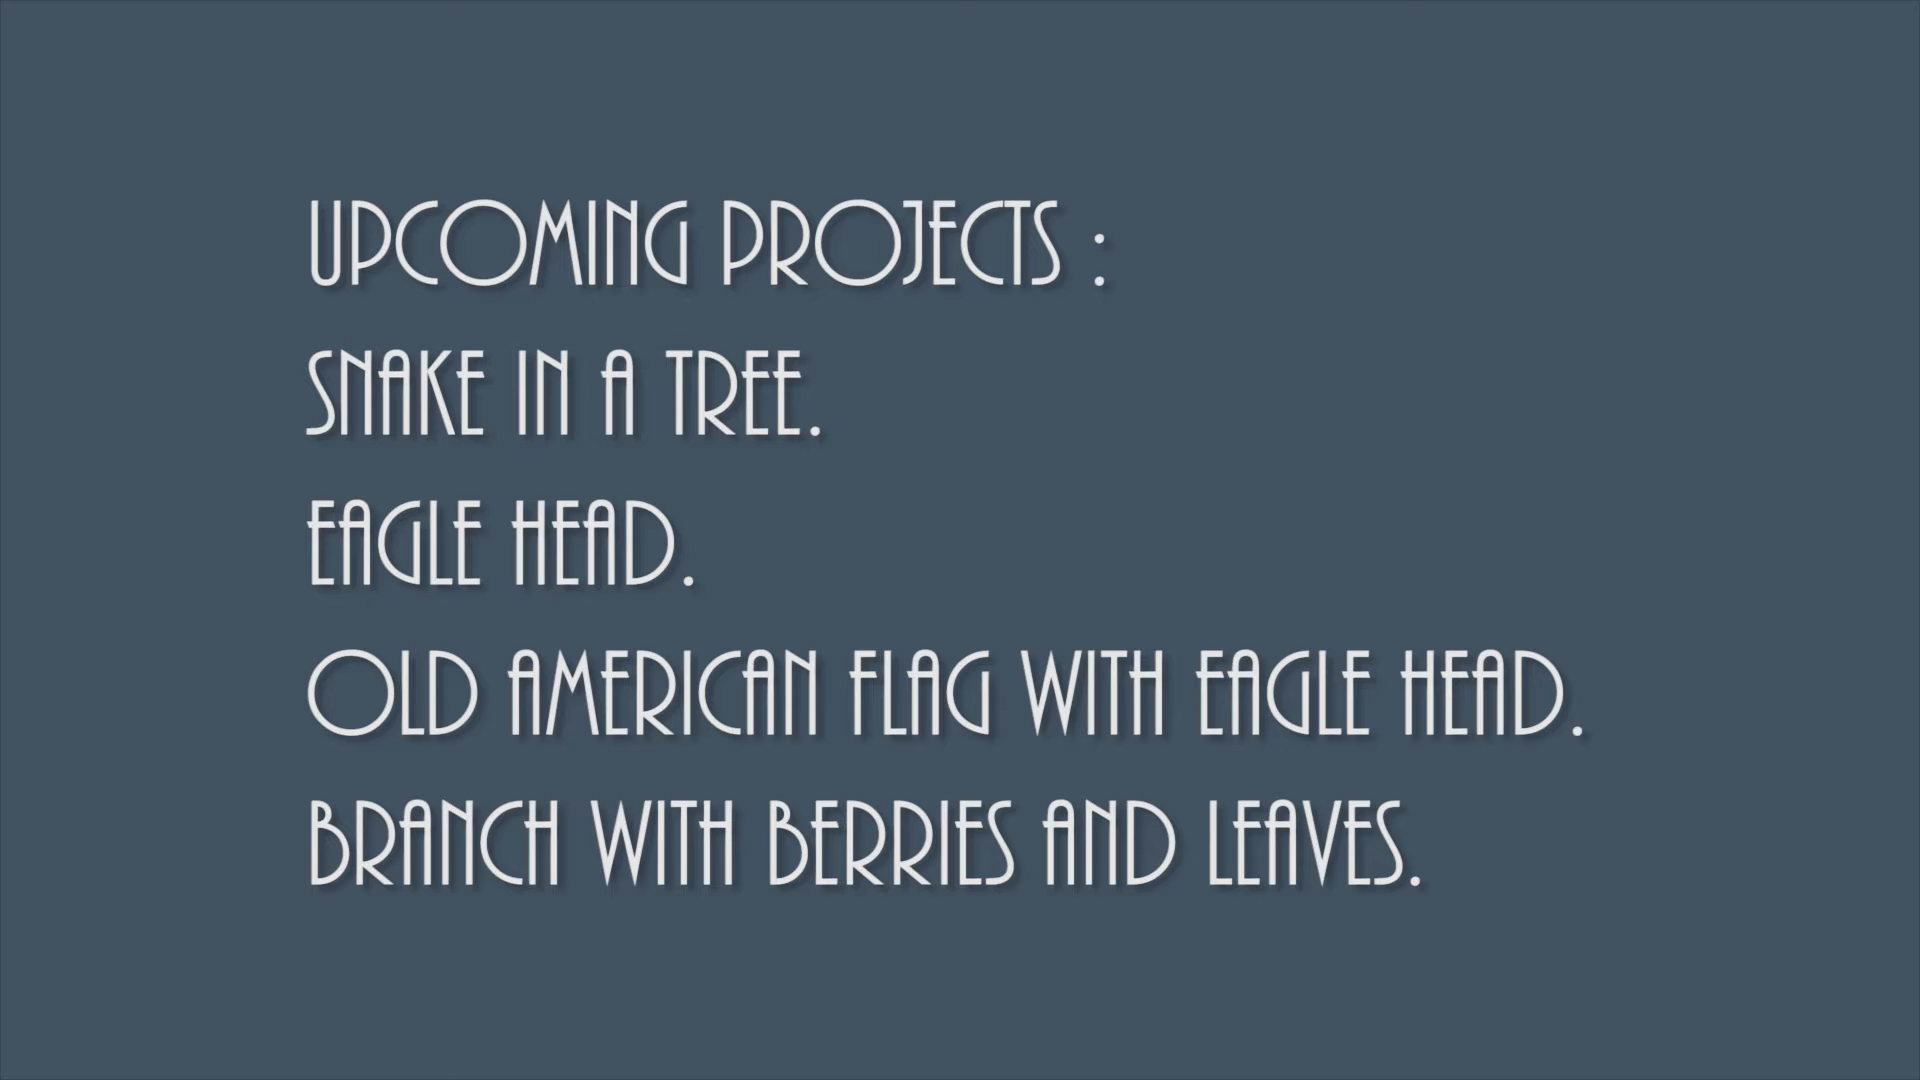 UPCOMING PROJECTS :
SNAKE IN A TREE.
EAGLE HEAD.
OLD AMERICAN FLAG WITH EAGLE HEAD.
BRANCH WITH BERRIES AND LEAVES.